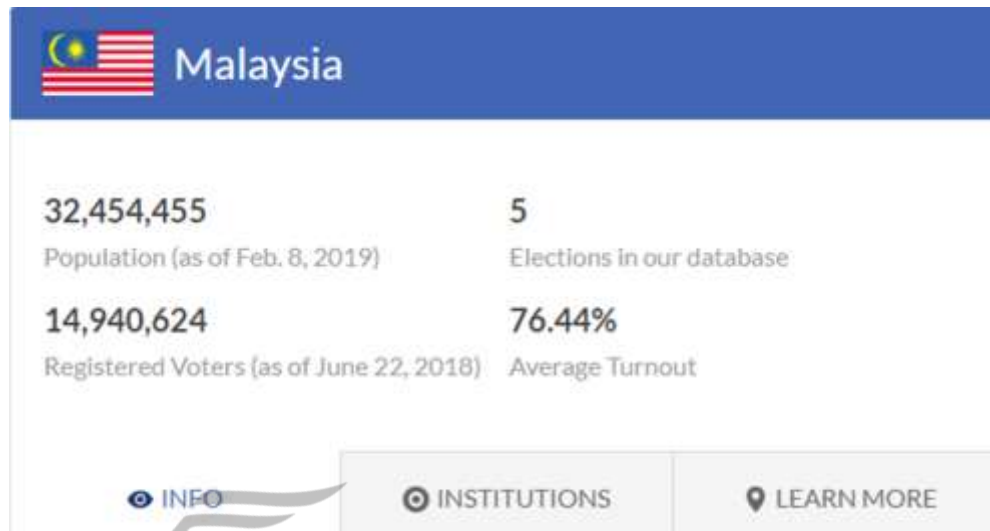 Malaysia
32,454,455
Population (as of Feb. 8, 2019)
5
Elections in our database
14,940,624
Registered Voters (as of June 22, 2018)
76.44%
Average Turnout
INFO
INSTITUTIONS
LEARN MORE